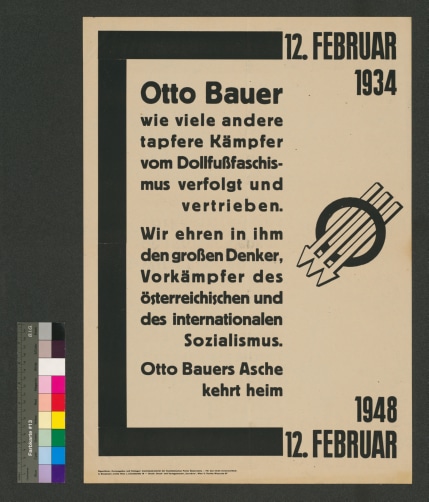 12. FEBRUAR
1934
Otto Bauer
wie viele andere
tapfere Kämpfer
vom Dollfußfaschis-
mus verfolgt und
vertrieben.
Wir ehren in ihm
den großen Denker,
Vorkämpfer des
österreichischen und
des internationalen
Sozialismus.
Otto Bauers Asche
kehrt heim
1948
12. FEBRUAR
Farbkarte #13
B.I.G.